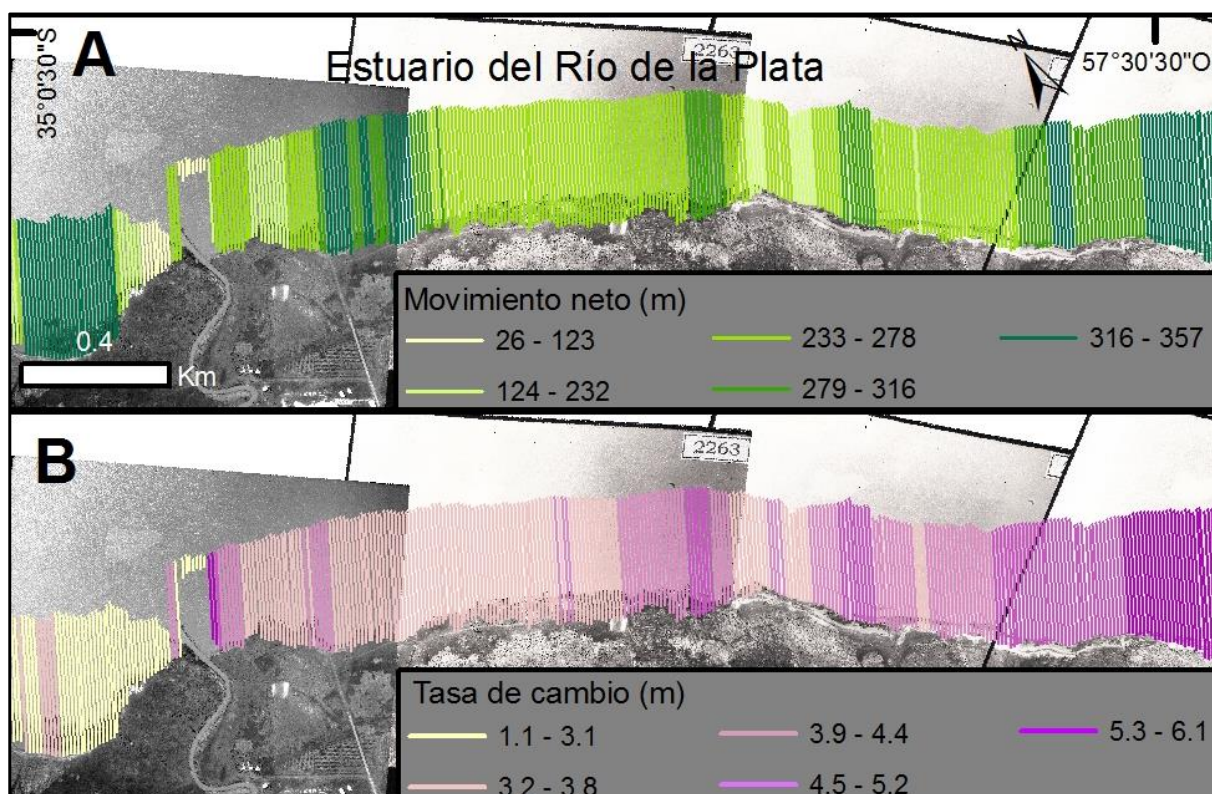 A
Estuario del Río de la Plata
2263
N
35°0'30"S
57°30'30"O
Movimiento neto (m)
26 - 123
233 - 278
316 - 357
124 - 232
279 - 316
0.4
Km
B
2263
Tasa de cambio (m)
1.1 - 3.1
3.9 - 4.4
5.3 - 6.1
3.2 - 3.8
4.5 - 5.2